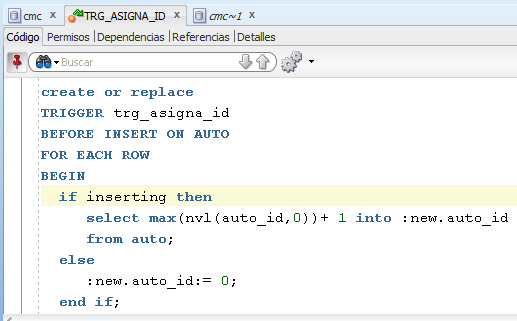 cmc
TRG_ASIGNA_ID
cmc~1
Código Permisos Dependencias Referencias Detalles
Buscar
create or replace
TRIGGER trg_asigna_id
BEFORE INSERT ON AUTO
FOR EACH ROW
BEGIN
if inserting then
select max(nvl(auto_id,0))+ 1 into :new.auto_id
from auto;
else
:new.auto_id:= 0;
end if;